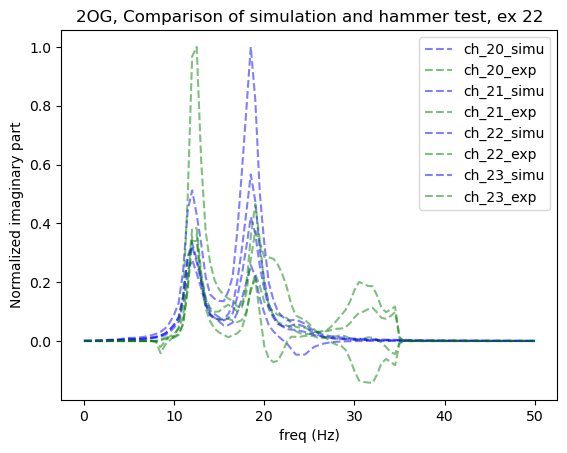 2OG, Comparison of simulation and hammer test, ex 22
Normalized imaginary part
1.0
0.8
0.6
0.4
0.2
0.0
ch_20_simu
ch_20_exp
ch_21_simu
ch_21_exp
ch_22_simu
ch_22_exp
ch_23_simu
ch_23_exp
0
10
20
30
40
50
freq (Hz)